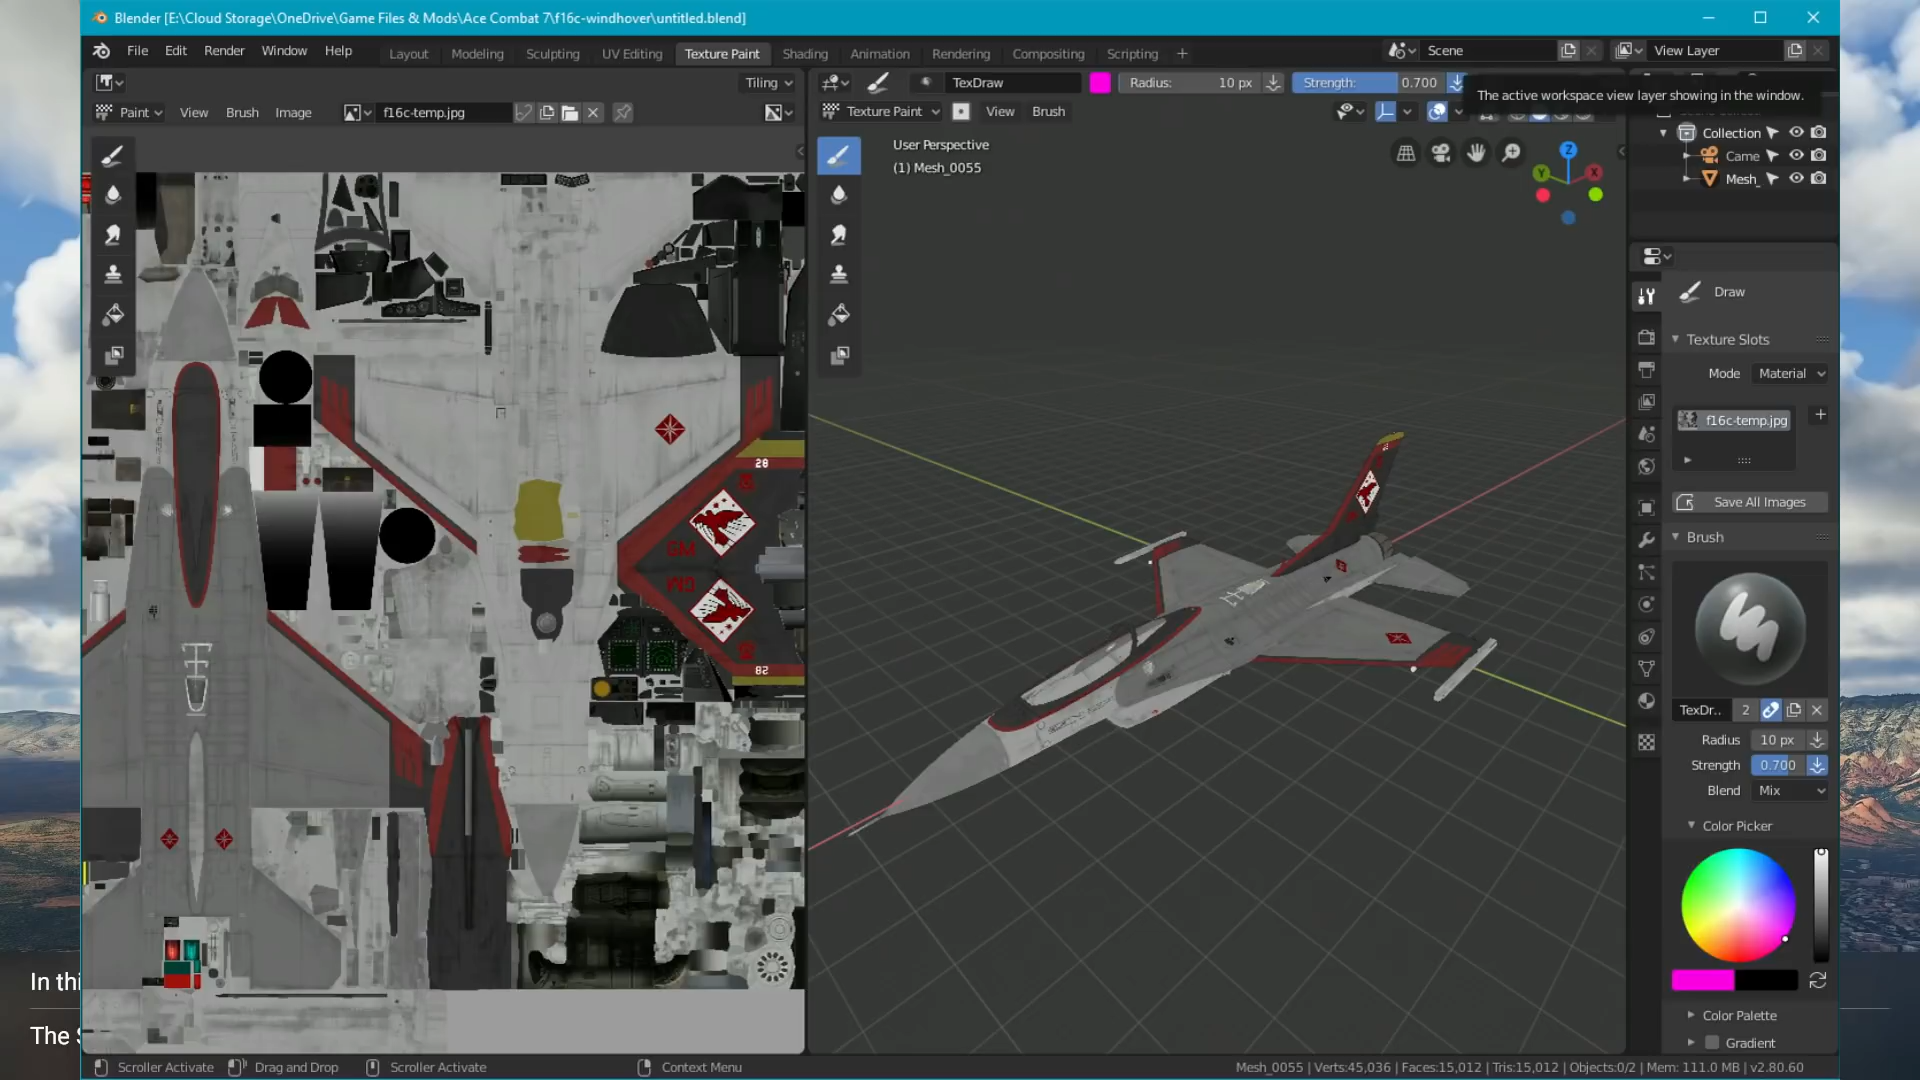 Blender [E:\Cloud Storage\OneDrive\Game Files & Mods\Ace Combat 7\f16c-windhover\untitled.blend]
File Edit Render Window Help
Layout Modeling Sculpting UV Editing Texture Paint Shading Animation Rendering Compositing Scripting +
Scene
View Layer
Tiling
TexDraw
Radius: 10 px
Strength: 0.700
The active workspace view layer showing in the window.
Paint View Brush Image
f16c-temp.jpg
Texture Paint View Brush
User Perspective
(1) Mesh_0055
Z
Y
X
Collection
Came
Mesh_
Draw
Texture Slots
Mode Material
f16c-temp.jpg
Save All Images
Brush
TexDr.. 2
Radius 10 px
Strength 0.700
Blend Mix
Color Picker
Color Palette
Gradient
28
GM
GM
28
In thi
The S
Scroller Activate Drag and Drop Scroller Activate Context Menu
Mesh_0055 | Verts:45,036 | Faces:15,012 | Tris:15,012 | Objects:0/2 | Mem: 111.0 MB | v2.80.60